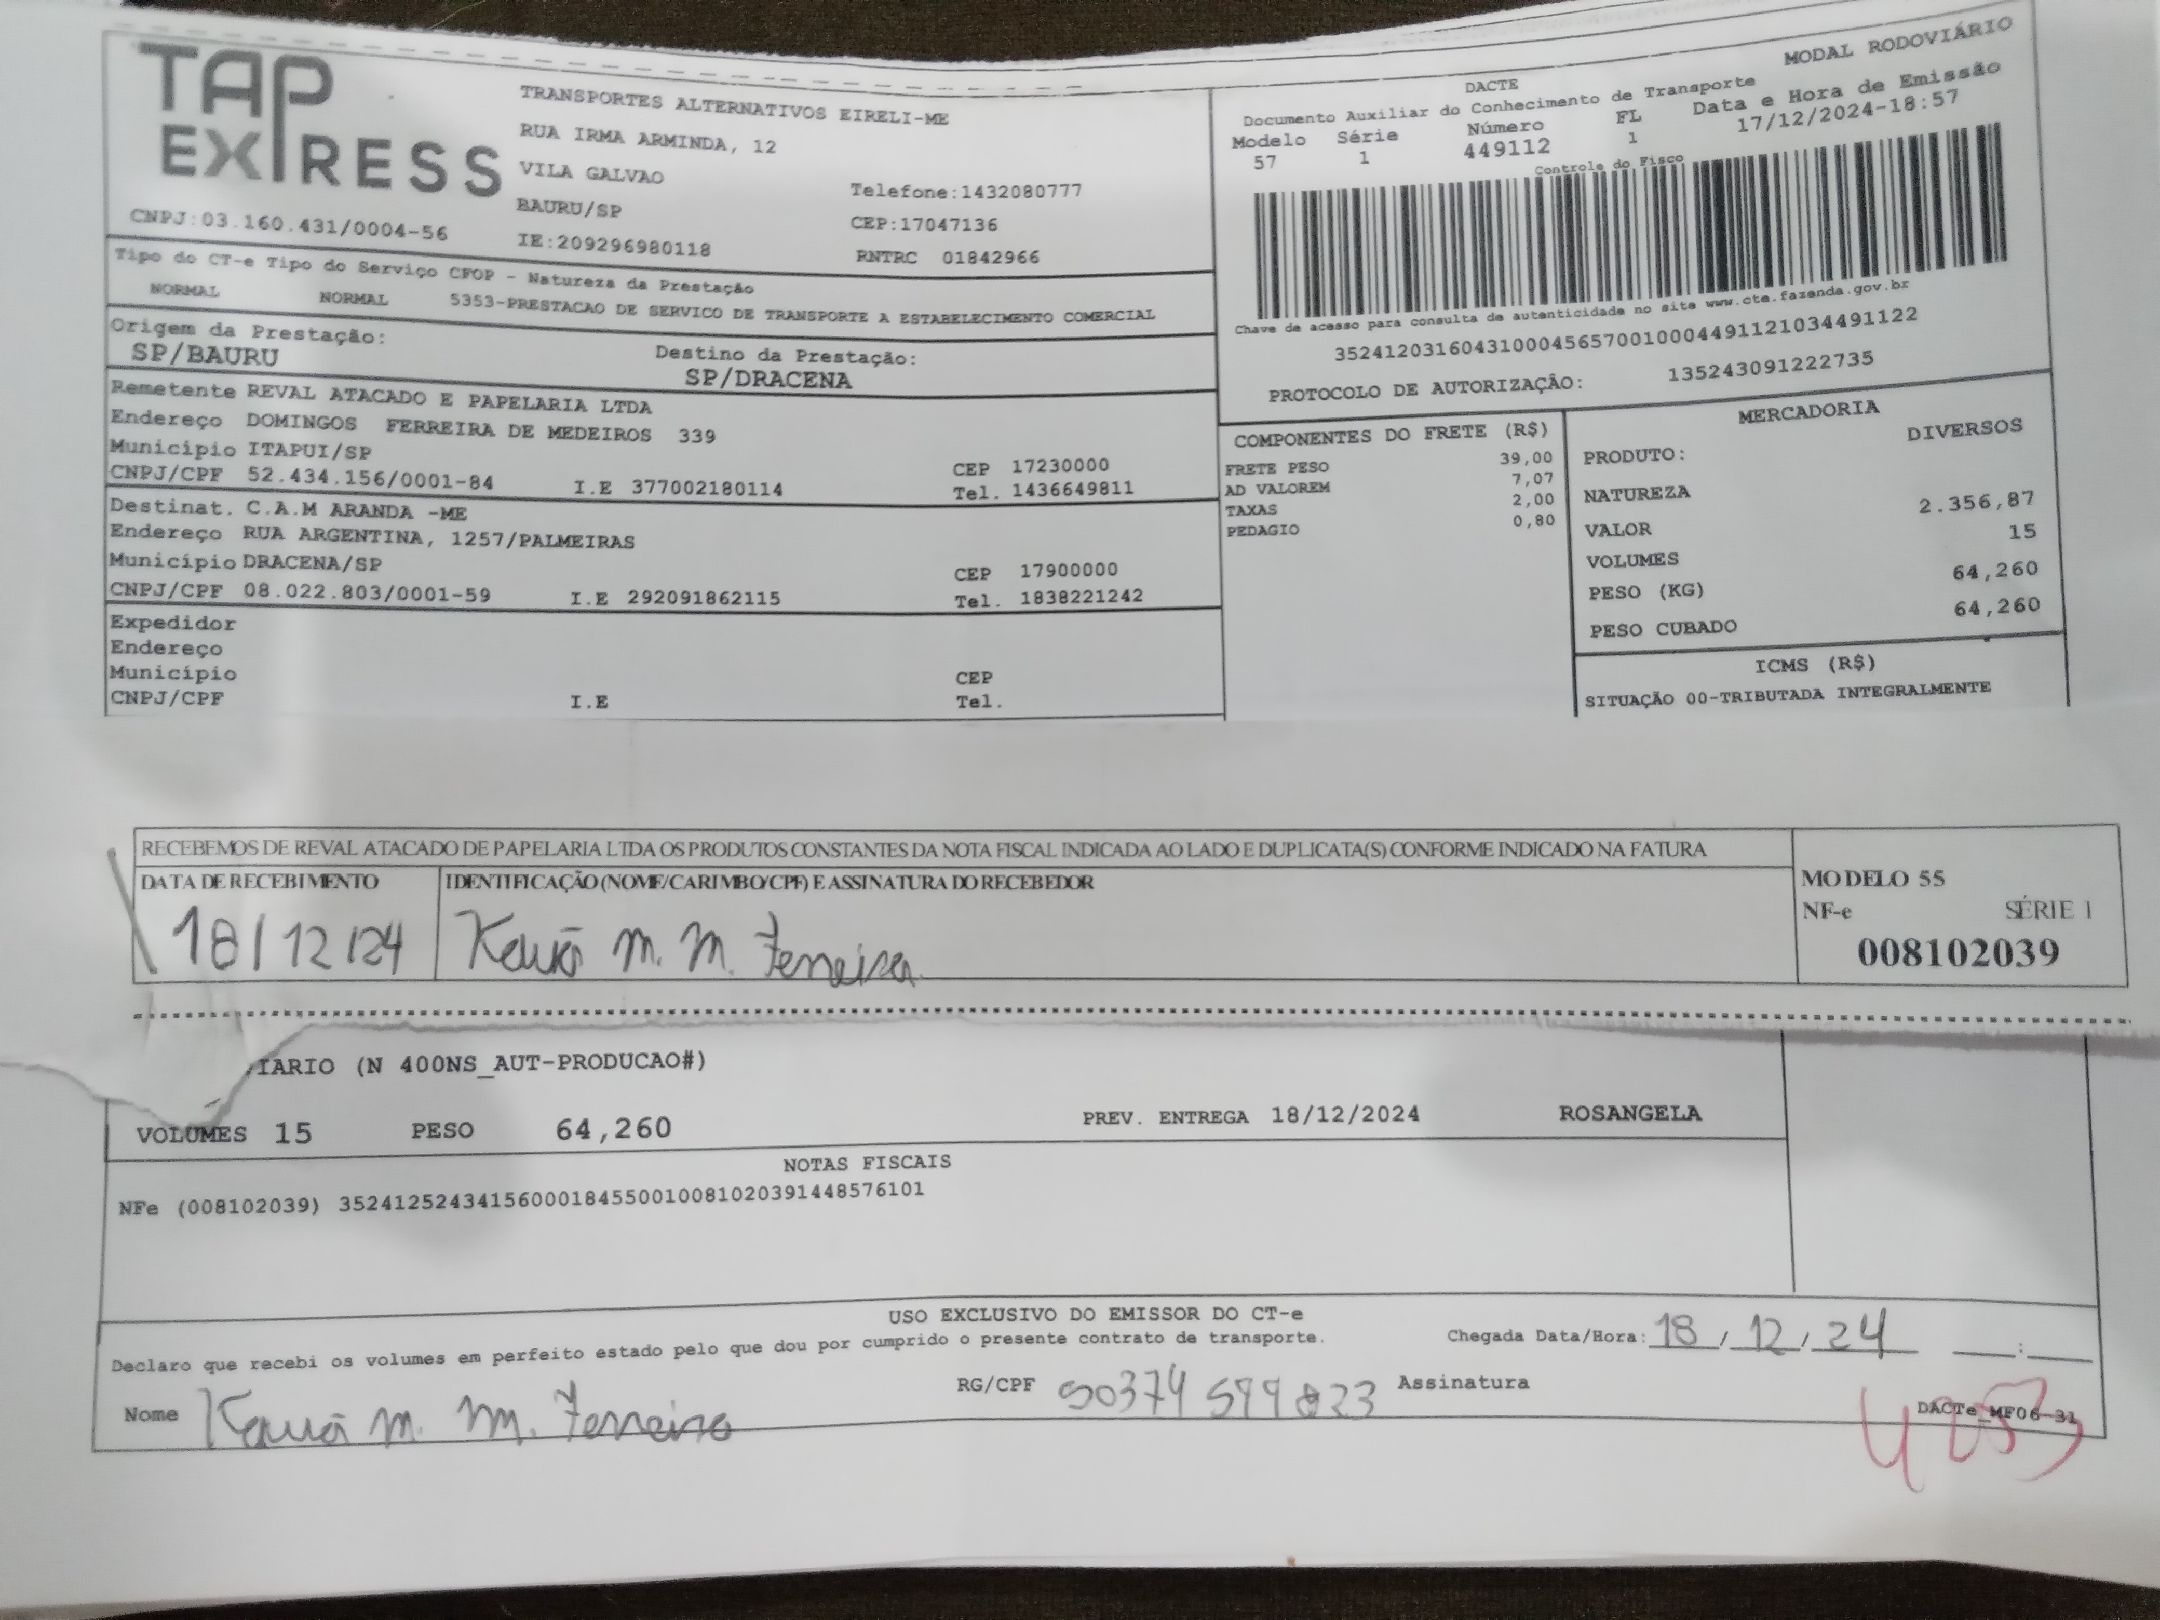 TAP EXPRESS
TRANSPORTES ALTERNATIVOS EIRELI-ME
RUA IRMA ARMINDA, 12
VILA GALVAO
BAURU/SP
IE:209296980118
Telefone:1432080777
CEP:17047136
RNTRC 01842966
CNPJ:03.160.431/0004-56
MODAL RODOVIÁRIO
DACTE
Documento Auxiliar do Conhecimento de Transporte
Modelo Série Número FL Data e Hora de Emissão
57 1 449112 1 17/12/2024-18:57
Controle do Fisco
Chave de acesso para consulta de autenticidade no site www.cte.fazenda.gov.br
35241203160431000456570010004491121034491122
PROTOCOLO DE AUTORIZAÇÃO: 135243091222735
Tipo do CT-e Tipo do Serviço CFOP - Natureza da Prestação
NORMAL NORMAL 5353-PRESTACAO DE SERVICO DE TRANSPORTE A ESTABELECIMENTO COMERCIAL
Origem da Prestação: Destino da Prestação:
SP/BAURU SP/DRACENA
Remetente REVAL ATACADO E PAPELARIA LTDA
Endereço DOMINGOS FERREIRA DE MEDEIROS 339
Município ITAPUI/SP CEP 17230000
CNPJ/CPF 52.434.156/0001-84 I.E 377002180114 Tel. 1436649811
Destinat. C.A.M ARANDA -ME
Endereço RUA ARGENTINA, 1257/PALMEIRAS
Município DRACENA/SP CEP 17900000
CNPJ/CPF 08.022.803/0001-59 I.E 292091862115 Tel. 1838221242
Expedidor
Endereço
Município CEP
CNPJ/CPF I.E Tel.
COMPONENTES DO FRETE (R$)
FRETE PESO 39,00
AD VALOREM 7,07
TAXAS 2,00
PEDAGIO 0,80
MERCADORIA
PRODUTO: DIVERSOS
NATUREZA
VALOR 2.356,87
VOLUMES 15
PESO (KG) 64,260
PESO CUBADO 64,260
ICMS (R$)
SITUAÇÃO 00-TRIBUTADA INTEGRALMENTE
RECEBEMOS DE REVAL ATACADO DE PAPELARIA LTDA OS PRODUTOS CONSTANTES DA NOTA FISCAL INDICADA AO LADO E DUPLICATA(S) CONFORME INDICADO NA FATURA
DATA DE RECEBIMENTO IDENTIFICAÇÃO (NOME/CARIMBO/CPF) E ASSINATURA DO RECEBEDOR
18/12/24 Kauã M. M. Ferreira
MODELO 55
NF-e SÉRIE 1
008102039
IARIO (N 400NS_AUT-PRODUCAO#)
VOLUMES 15 PESO 64,260 PREV. ENTREGA 18/12/2024 ROSANGELA
NOTAS FISCAIS
NFe (008102039) 35241252434156000184550010081020391448576101
USO EXCLUSIVO DO EMISSOR DO CT-e
Declaro que recebi os volumes em perfeito estado pelo que dou por cumprido o presente contrato de transporte. Chegada Data/Hora: 18/12/24 :
Nome Kauã M. M. Ferreira RG/CPF Assinatura
DACTe_MF06-31